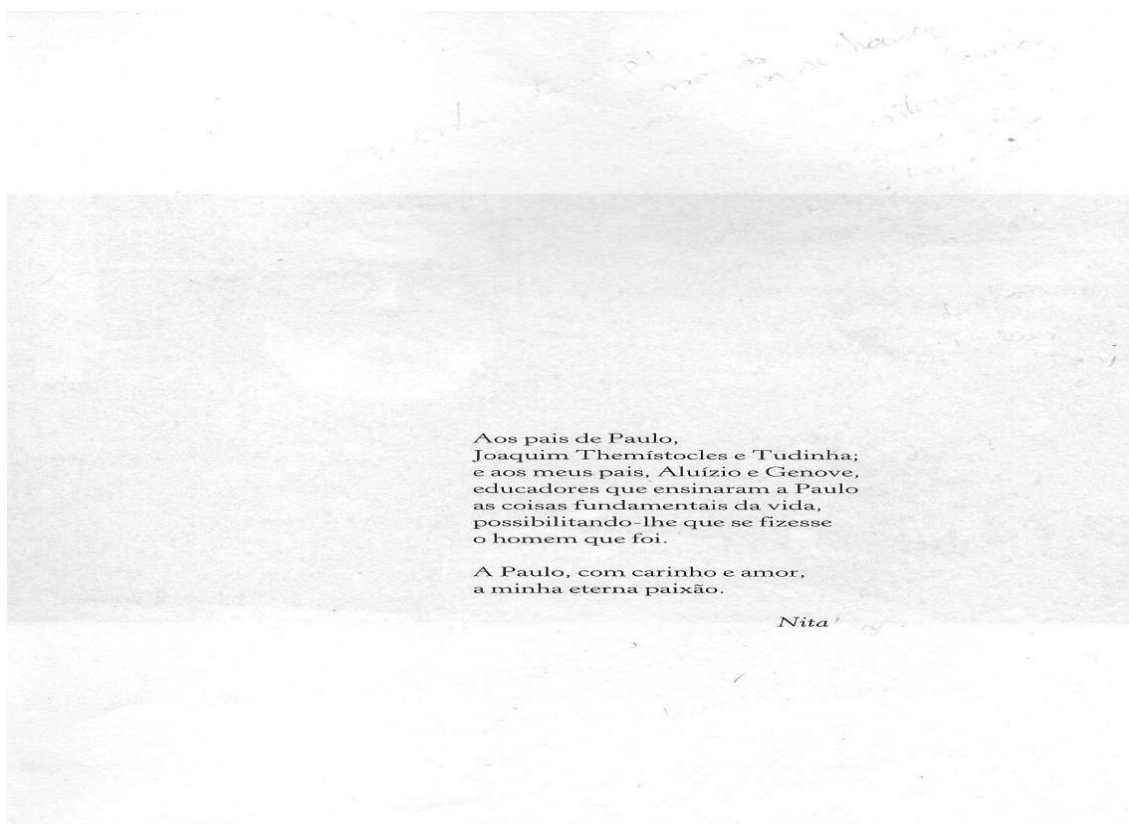 Aos pais de Paulo,
Joaquim Themístocles e Tudinha;
e aos meus pais, Aluízio e Genove,
educadores que ensinaram a Paulo
as coisas fundamentais da vida,
possibilitando-lhe que se fizesse
o homem que foi.
A Paulo, com carinho e amor,
a minha eterna paixão.
Nita